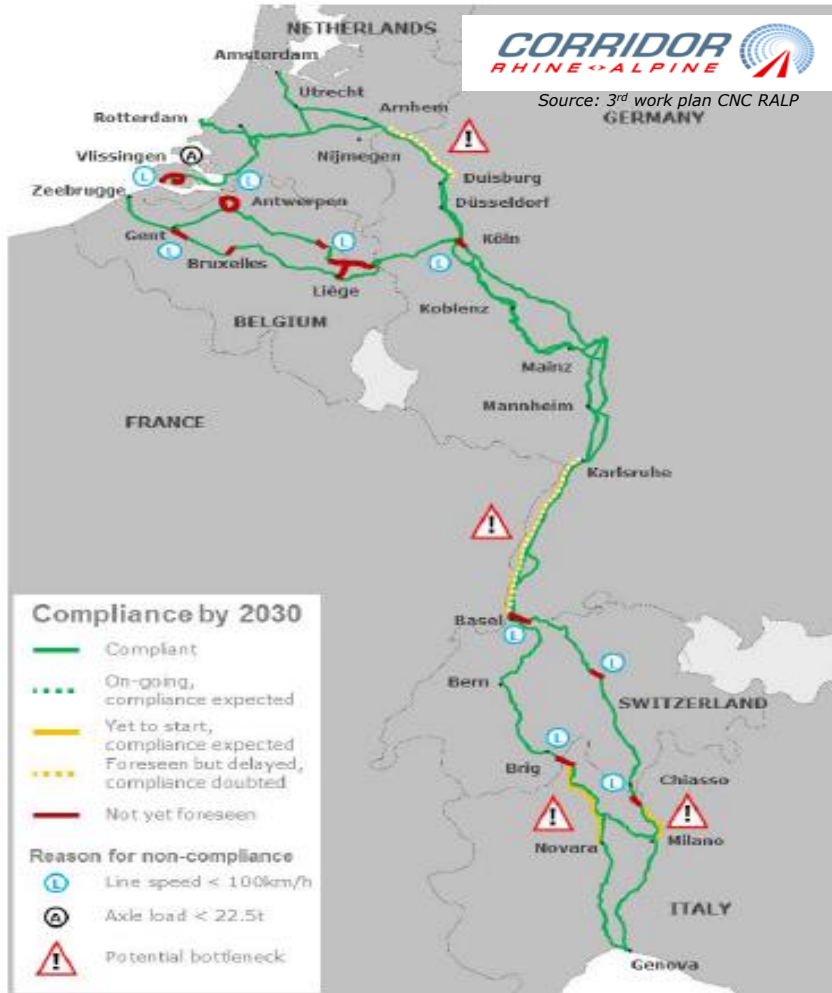 NETHERLANDS
CORRIDOR
RHINE<->ALPINE
Source: 3rd work plan CNC RALP
Amsterdam
Utrecht
Arnhem
Rotterdam
GERMANY
Nijmegen
Vlissingen
A
L
L
Duisburg
Zeebrugge
Antwerpen
Düsseldorf
Gent
L
L
Köln
Bruxelles
L
Liège
Koblenz
BELGIUM
Mainz
Mannheim
FRANCE
Karlsruhe
!
!
Basel
L
L
Bern
SWITZERLAND
L
Brig
L
Chiasso
!
!
Novara
Milano
ITALY
Genova
Compliance by 2030
Compliant
On-going,
compliance expected
Yet to start,
compliance expected
Foreseen but delayed,
compliance doubted
Not yet foreseen
Reason for non-compliance
L Line speed < 100km/h
A Axle load < 22.5t
! Potential bottleneck